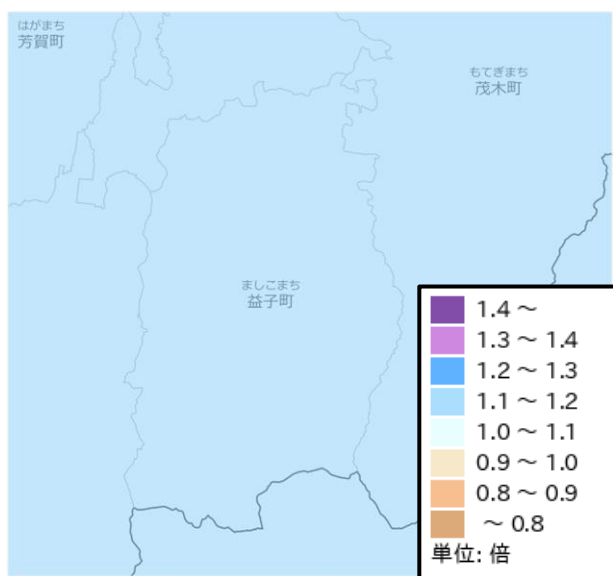 はがまち
芳賀町
もてぎまち
茂木町
ましこまち
益子町
1.4 ～
1.3 ～ 1.4
1.2 ～ 1.3
1.1 ～ 1.2
1.0 ～ 1.1
0.9 ～ 1.0
0.8 ～ 0.9
～ 0.8
単位: 倍